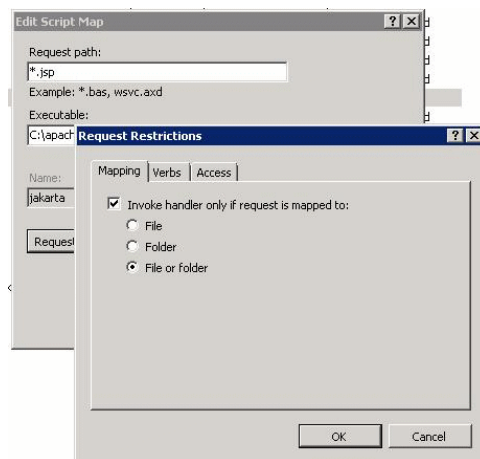 Edit Script Map
Request path:
*.jsp
Example: *.bas, wsvc.axd
Executable:
C:\apach
Request Restrictions
Mapping
Verbs
Access
Name:
jakarta
Invoke handler only if request is mapped to:
File
Request
Folder
File or folder
OK
Cancel